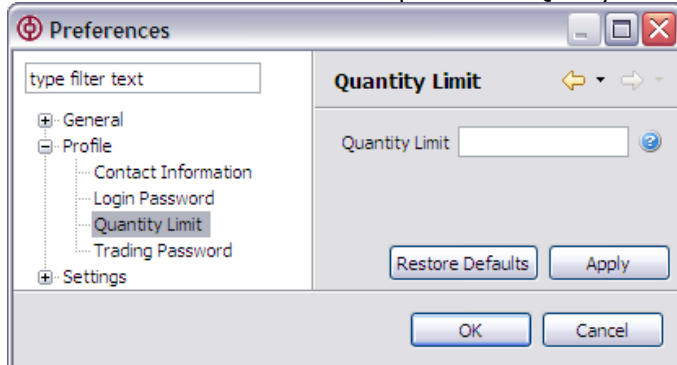 Preferences
type filter text
General
Profile
Contact Information
Login Password
Quantity Limit
Trading Password
Settings
Quantity Limit
Quantity Limit
Restore Defaults
Apply
OK
Cancel